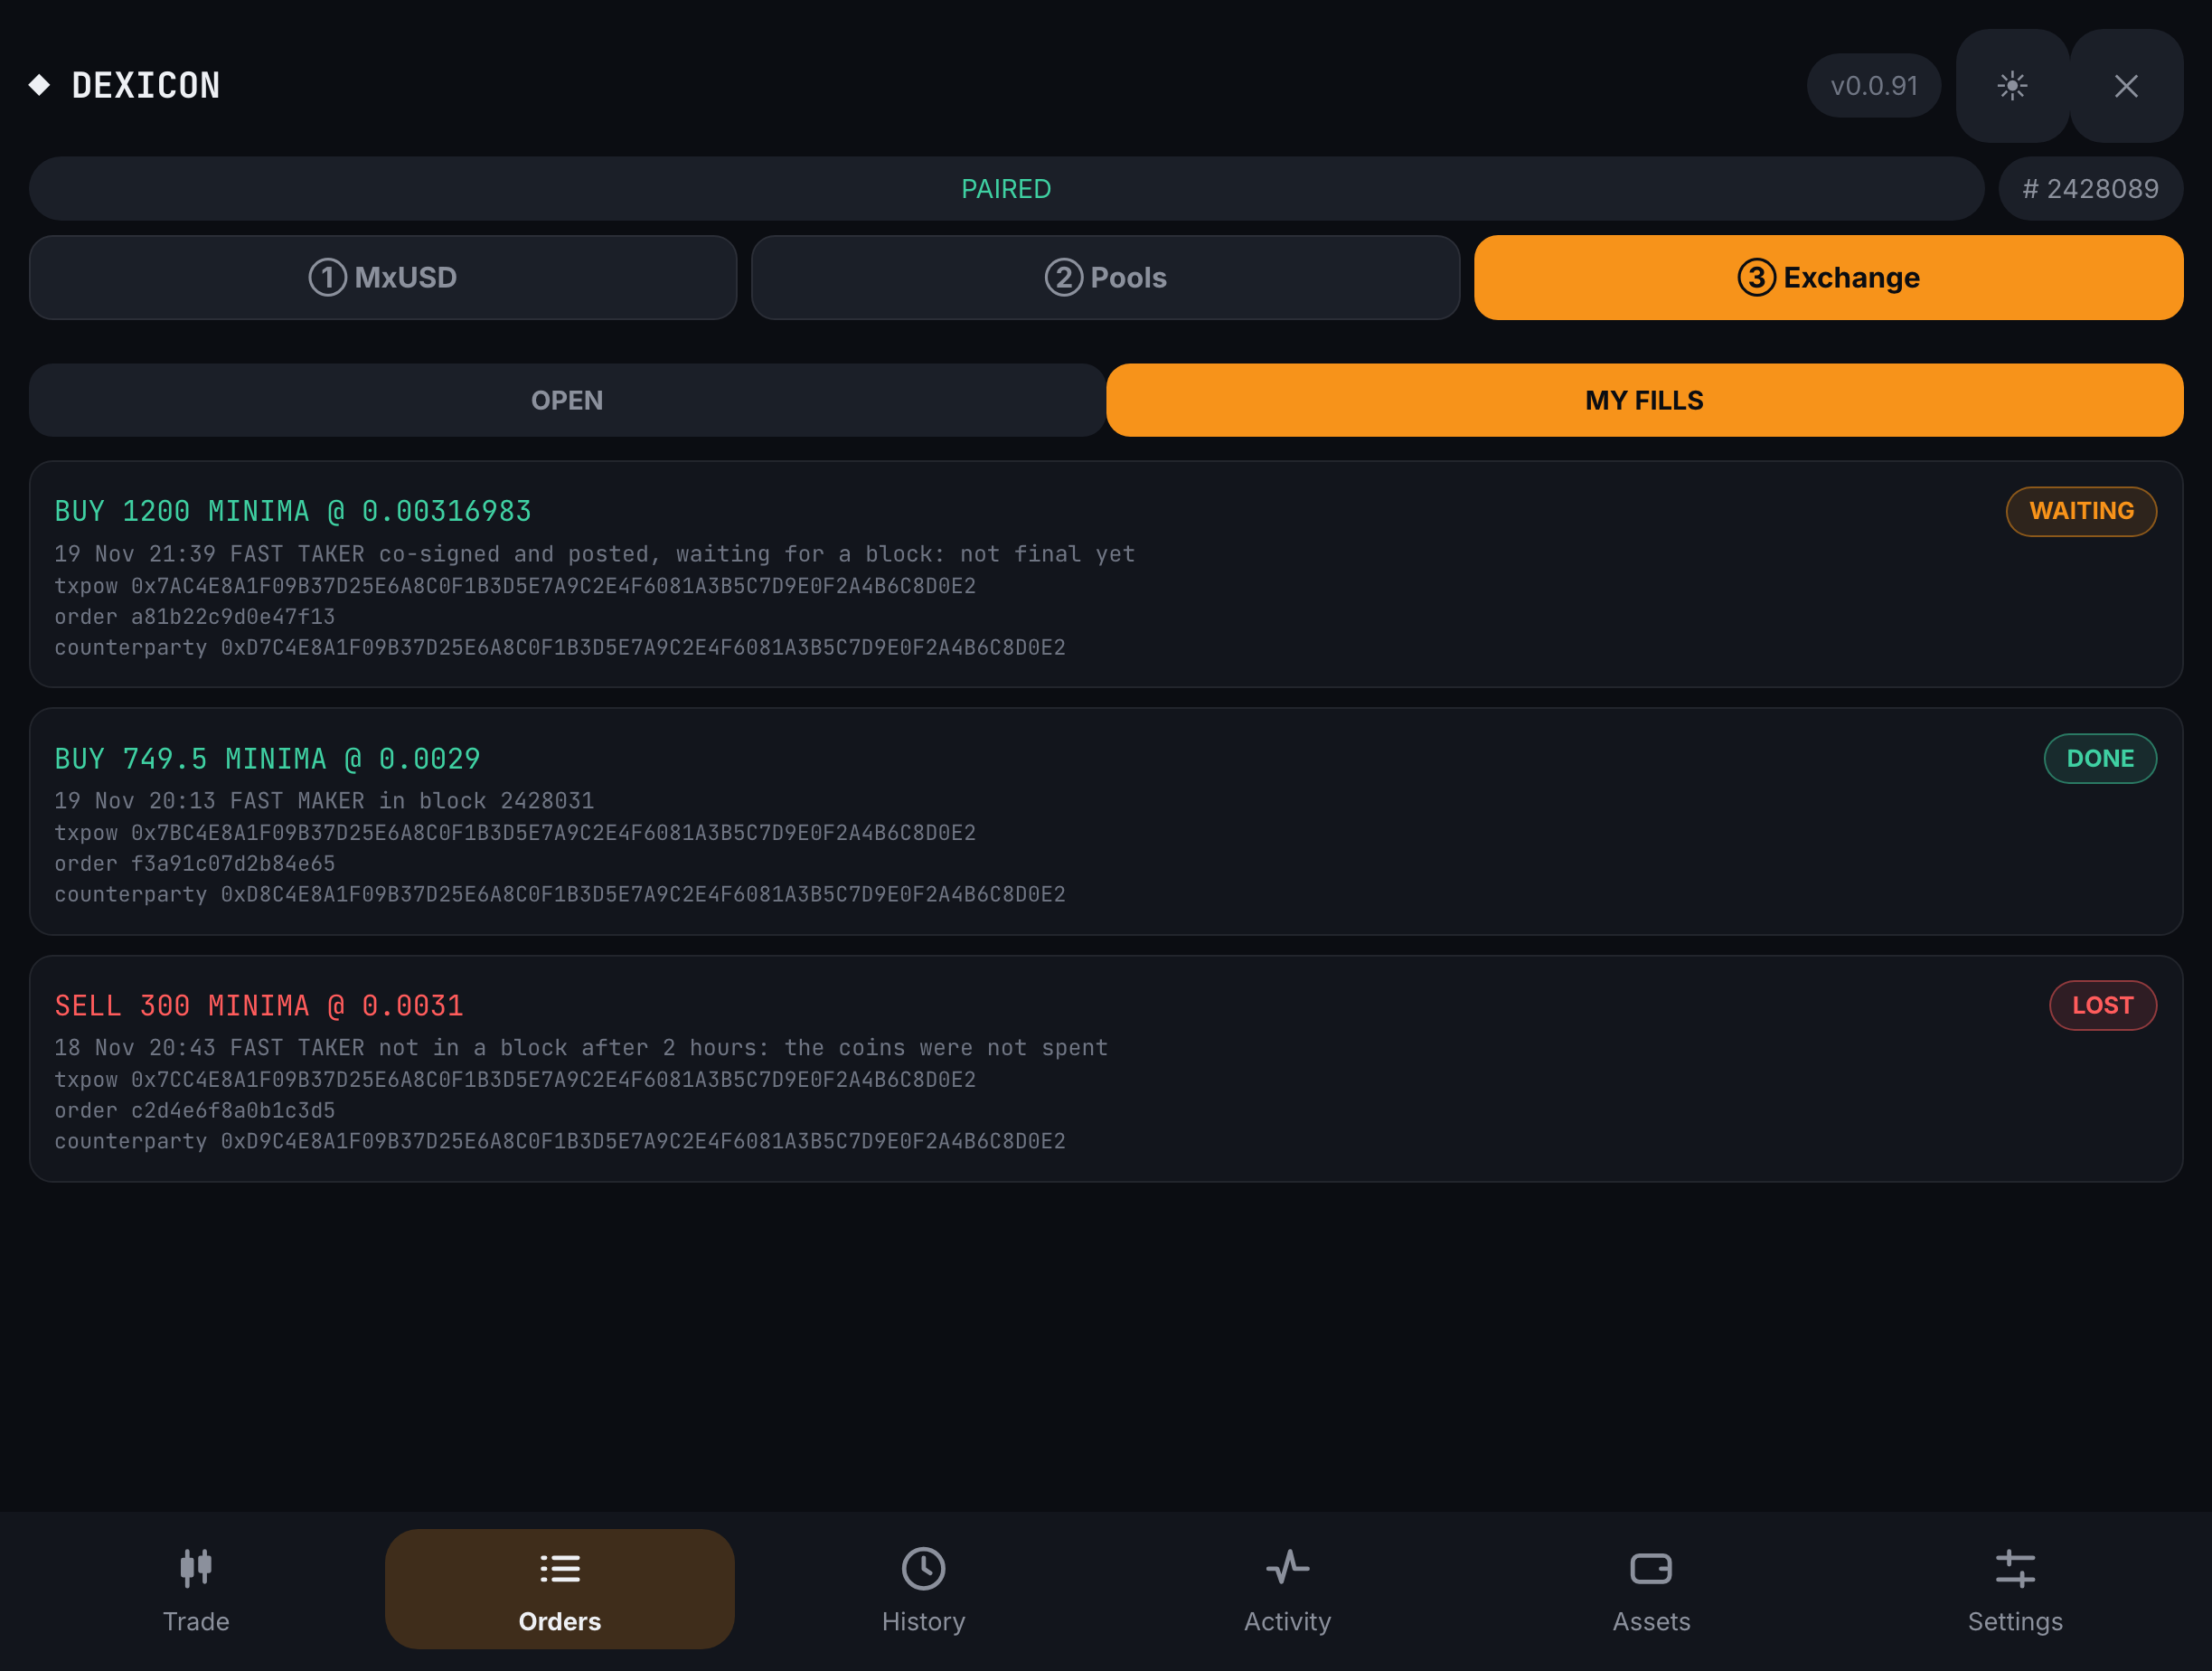 ◆ DEXICON
v0.0.91
PAIRED
# 2428089
① MxUSD
② Pools
③ Exchange
OPEN
MY FILLS
BUY 1200 MINIMA @ 0.00316983
WAITING
19 Nov 21:39 FAST TAKER co-signed and posted, waiting for a block: not final yet
txpow 0x7AC4E8A1F09B37D25E6A8C0F1B3D5E7A9C2E4F6081A3B5C7D9E0F2A4B6C8D0E2
order a81b22c9d0e47f13
counterparty 0xD7C4E8A1F09B37D25E6A8C0F1B3D5E7A9C2E4F6081A3B5C7D9E0F2A4B6C8D0E2
BUY 749.5 MINIMA @ 0.0029
DONE
19 Nov 20:13 FAST MAKER in block 2428031
txpow 0x7BC4E8A1F09B37D25E6A8C0F1B3D5E7A9C2E4F6081A3B5C7D9E0F2A4B6C8D0E2
order f3a91c07d2b84e65
counterparty 0xD8C4E8A1F09B37D25E6A8C0F1B3D5E7A9C2E4F6081A3B5C7D9E0F2A4B6C8D0E2
SELL 300 MINIMA @ 0.0031
LOST
18 Nov 20:43 FAST TAKER not in a block after 2 hours: the coins were not spent
txpow 0x7CC4E8A1F09B37D25E6A8C0F1B3D5E7A9C2E4F6081A3B5C7D9E0F2A4B6C8D0E2
order c2d4e6f8a0b1c3d5
counterparty 0xD9C4E8A1F09B37D25E6A8C0F1B3D5E7A9C2E4F6081A3B5C7D9E0F2A4B6C8D0E2
Trade
Orders
History
Activity
Assets
Settings